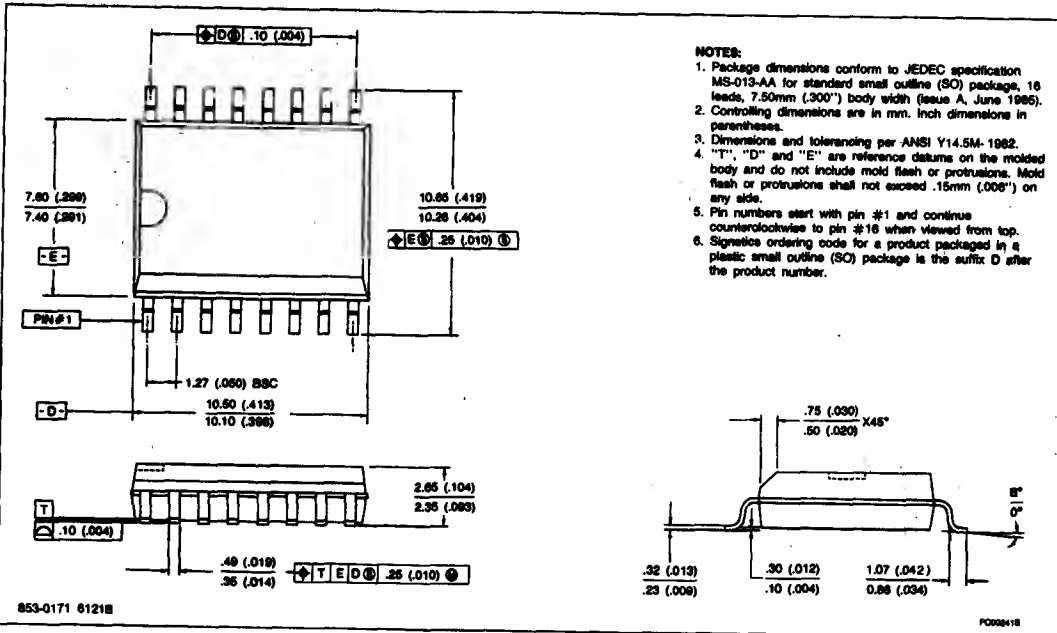 ⌖ D Ⓢ .10 (.004)
7.60 (.299)
7.40 (.291)
- E -
PIN #1
10.65 (.419)
10.26 (.404)
⌖ E Ⓢ .25 (.010) Ⓢ
1.27 (.050) BSC
- D -
10.50 (.413)
10.10 (.398)
NOTES:
1. Package dimensions conform to JEDEC specification
MS-013-AA for standard small outline (SO) package, 16
leads, 7.50mm (.300") body width (issue A, June 1985).
2. Controlling dimensions are in mm. Inch dimensions in
parentheses.
3. Dimensions and tolerancing per ANSI Y14.5M- 1982.
4. "T", "D" and "E" are reference datums on the molded
body and do not include mold flash or protrusions. Mold
flash or protrusions shall not exceed .15mm (.006") on
any side.
5. Pin numbers start with pin #1 and continue
counterclockwise to pin #16 when viewed from top.
6. Signetics ordering code for a product packaged in a
plastic small outline (SO) package is the suffix D after
the product number.
T
⌓ .10 (.004)
2.65 (.104)
2.35 (.093)
.49 (.019)
.35 (.014)
⌖ T E D Ⓢ .25 (.010) Ⓜ
.75 (.030)
.50 (.020)
X45°
8°
0°
.32 (.013)
.23 (.009)
.30 (.012)
.10 (.004)
1.07 (.042)
0.86 (.034)
853-0171 6121B